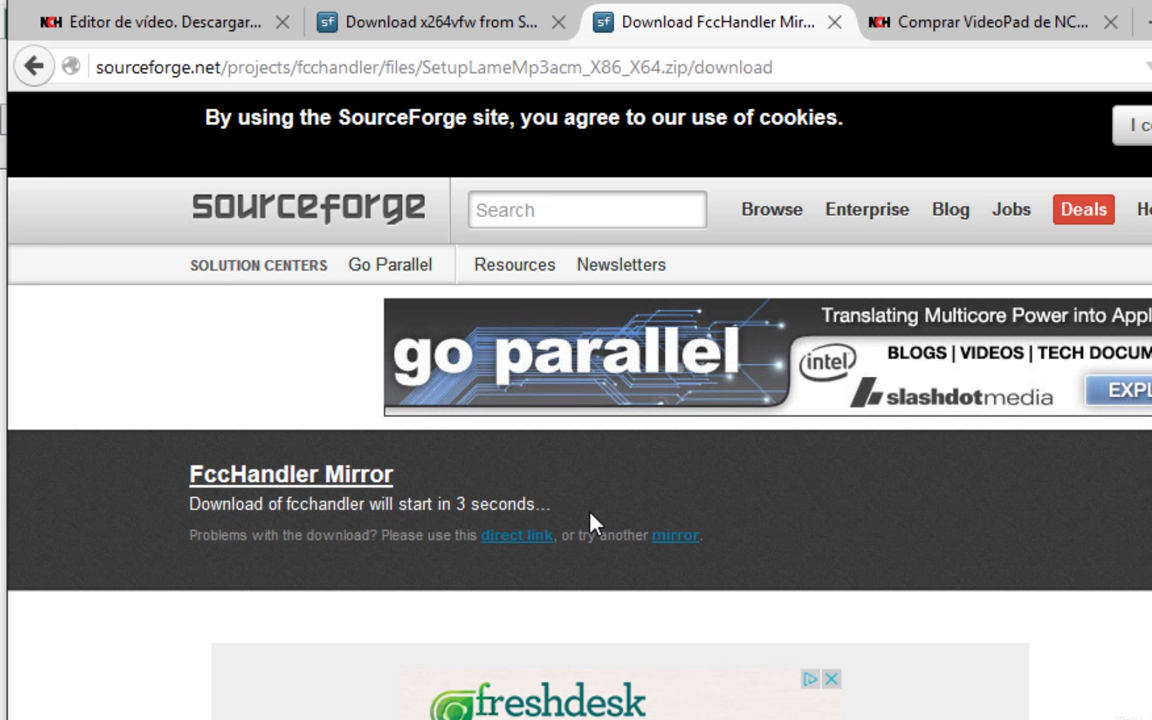 Editor de vídeo. Descargar...
Download x264vfw from S...
Download FccHandler Mir...
Comprar VideoPad de NC...
sourceforge.net/projects/fcchandler/files/SetupLameMp3acm_X86_X64.zip/download
By using the SourceForge site, you agree to our use of cookies.
sourceforge
Search
Browse Enterprise Blog Jobs Deals
SOLUTION CENTERS Go Parallel Resources Newsletters
go parallel
Translating Multicore Power into Appl
intel
BLOGS | VIDEOS | TECH DOCUM
slashdotmedia
EXPL
FccHandler Mirror
Download of fcchandler will start in 3 seconds...
Problems with the download? Please use this direct link, or try another mirror.
freshdesk